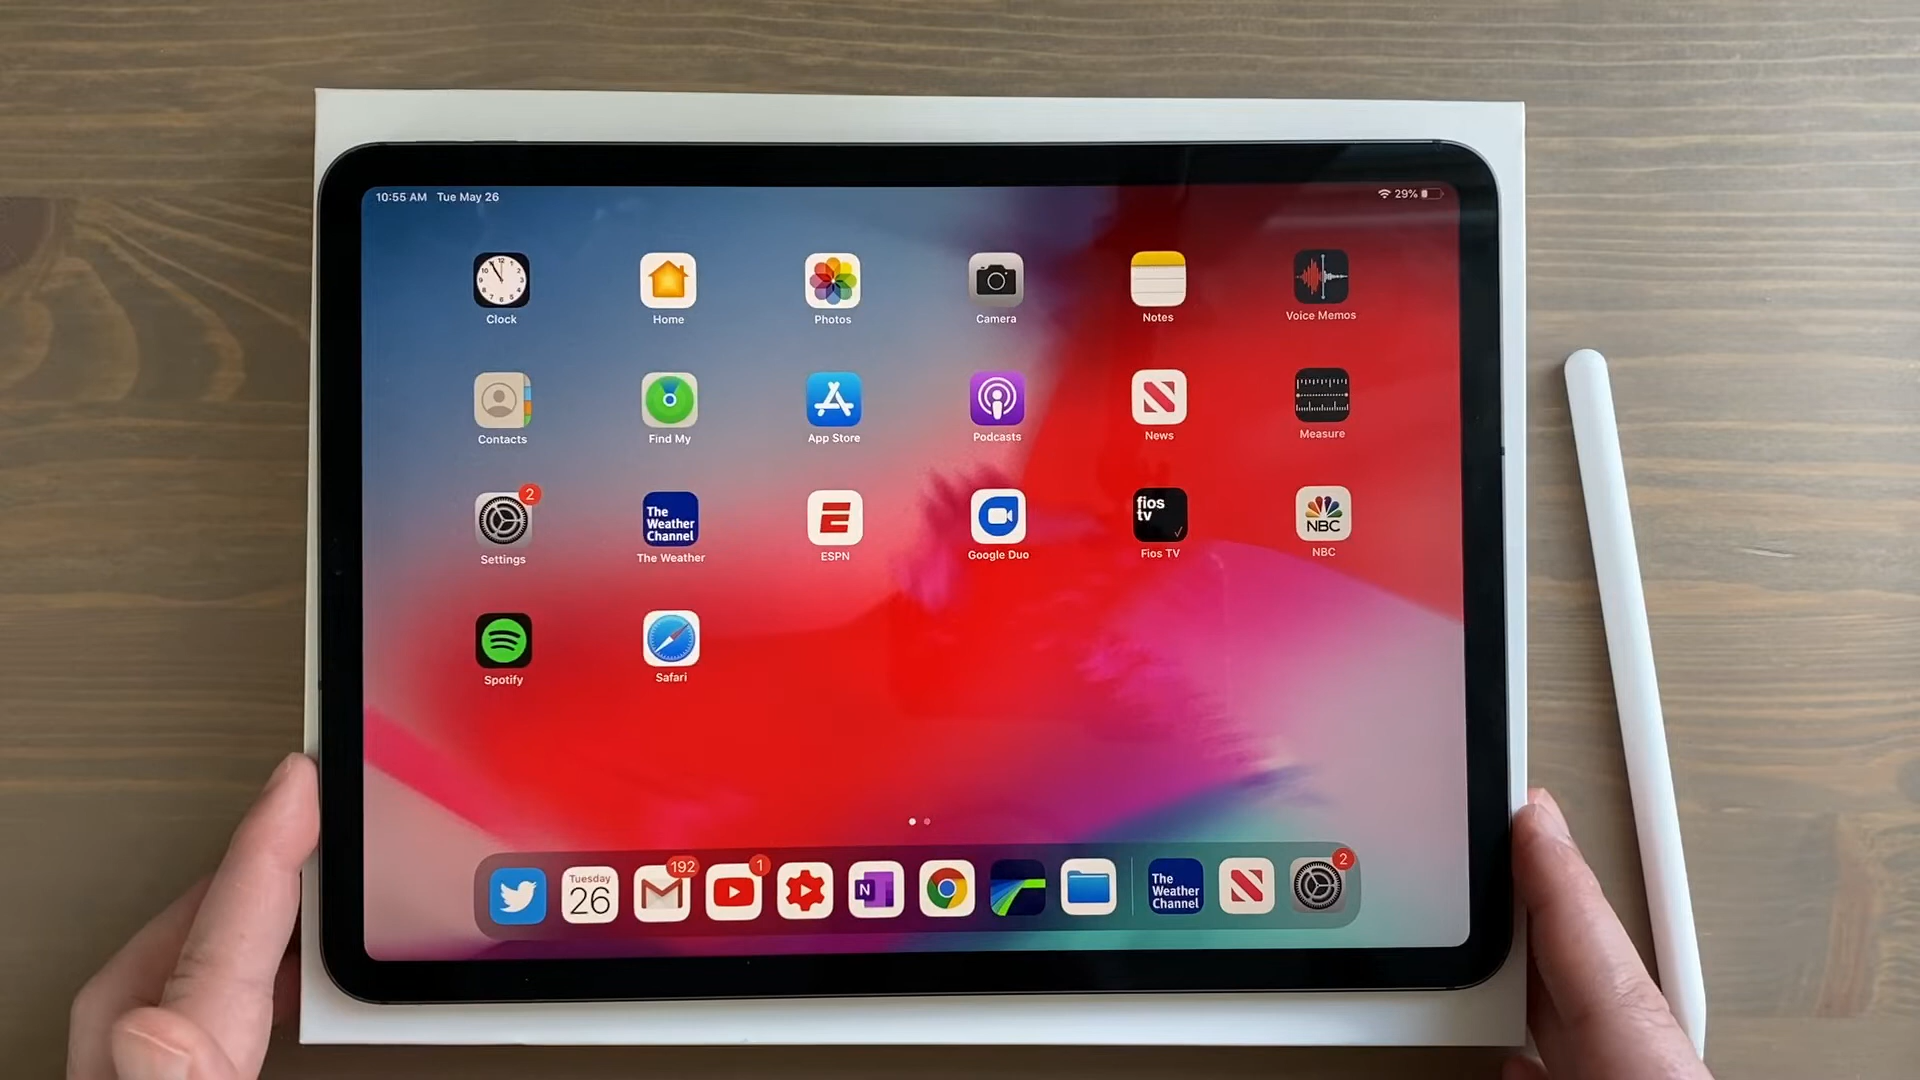 10:55 AM Tue May 26
29%
Clock
Home
Photos
Camera
Notes
Voice Memos
Contacts
Find My
App Store
Podcasts
News
Measure
2
Settings
The
Weather
Channel
The Weather
ESPN
Google Duo
fios
tv
Fios TV
NBC
NBC
Spotify
Safari
Tuesday
26
192
1
N
The
Weather
Channel
2